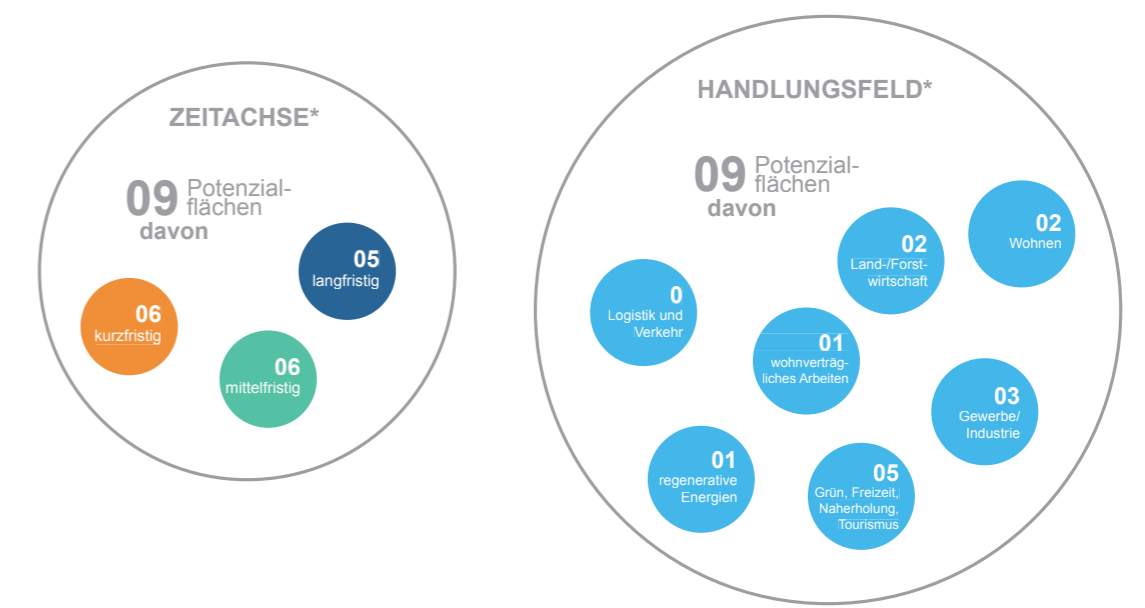 ZEITACHSE*
09 Potenzial-
flächen
davon
05
langfristig
06
kurzfristig
06
mittelfristig
HANDLUNGSFELD*
09 Potenzial-
flächen
davon
02
Wohnen
02
Land-/Forst-
wirtschaft
0
Logistik und
Verkehr
01
wohnverträg-
liches Arbeiten
03
Gewerbe/
Industrie
01
regenerative
Energien
05
Grün, Freizeit,
Naherholung,
Tourismus